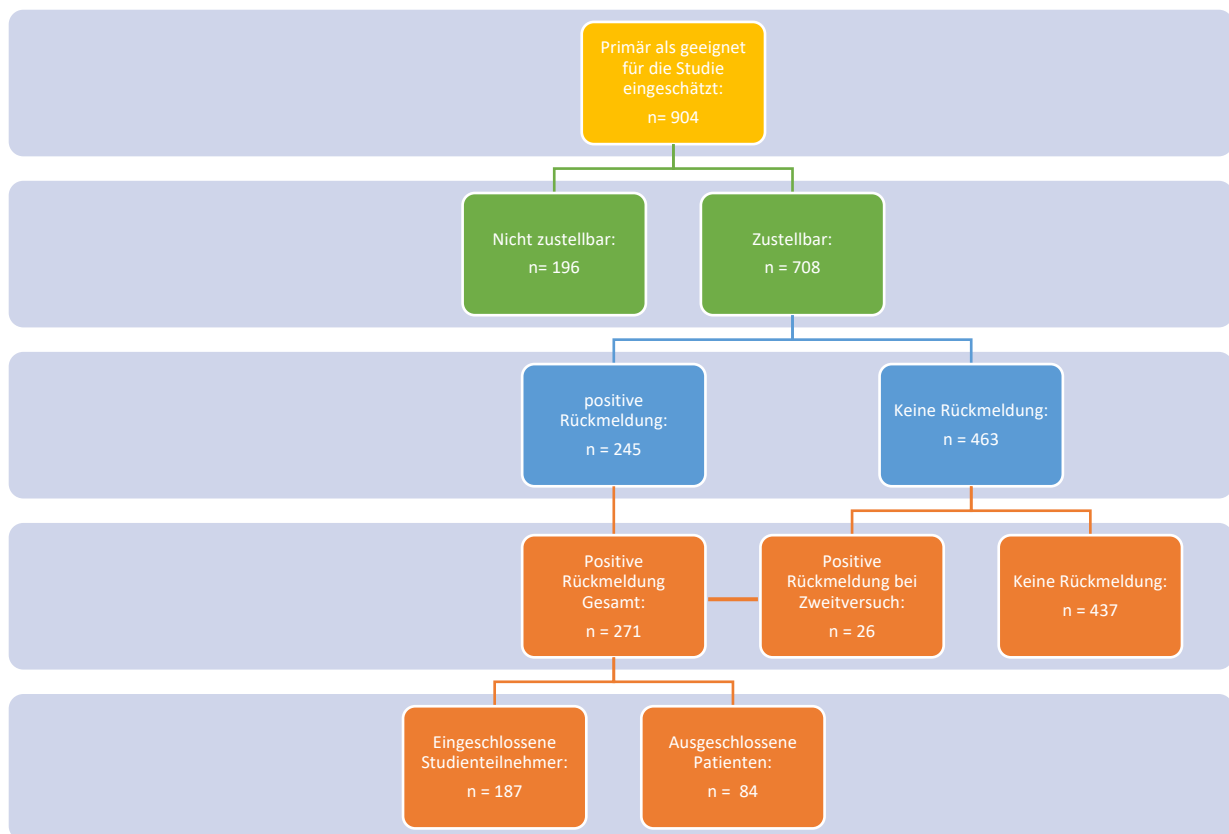 Primär als geeignet
für die Studie
eingeschätzt:
n= 904
Nicht zustellbar:
n= 196
Zustellbar:
n = 708
positive
Rückmeldung:
n = 245
Keine Rückmeldung:
n = 463
Positive
Rückmeldung
Gesamt:
n = 271
Positive
Rückmeldung bei
Zweitversuch:
n = 26
Keine Rückmeldung:
n = 437
Eingeschlossene
Studienteilnehmer:
n = 187
Ausgeschlossene
Patienten:
n =  84